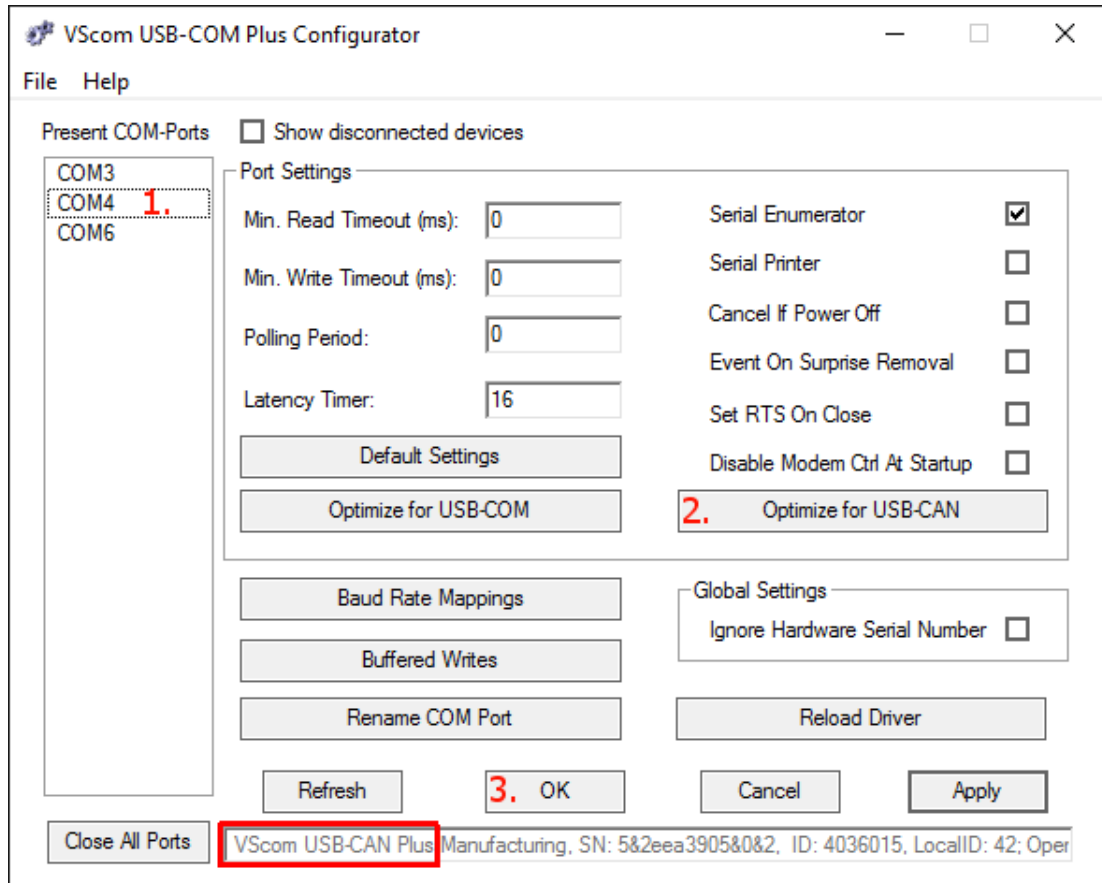 VScom USB-COM Plus Configurator
File Help
Present COM-Ports
Show disconnected devices
COM3
COM4 1.
COM6
Port Settings
Min. Read Timeout (ms): 0
Min. Write Timeout (ms): 0
Polling Period: 0
Latency Timer: 16
Default Settings
Optimize for USB-COM
Serial Enumerator
Serial Printer
Cancel If Power Off
Event On Surprise Removal
Set RTS On Close
Disable Modem Ctrl At Startup
2. Optimize for USB-CAN
Baud Rate Mappings
Buffered Writes
Rename COM Port
Global Settings
Ignore Hardware Serial Number
Reload Driver
Refresh
3. OK
Cancel
Apply
Close All Ports
VScom USB-CAN Plus Manufacturing, SN: 5&2eea3905&0&2, ID: 4036015, LocalID: 42; Oper